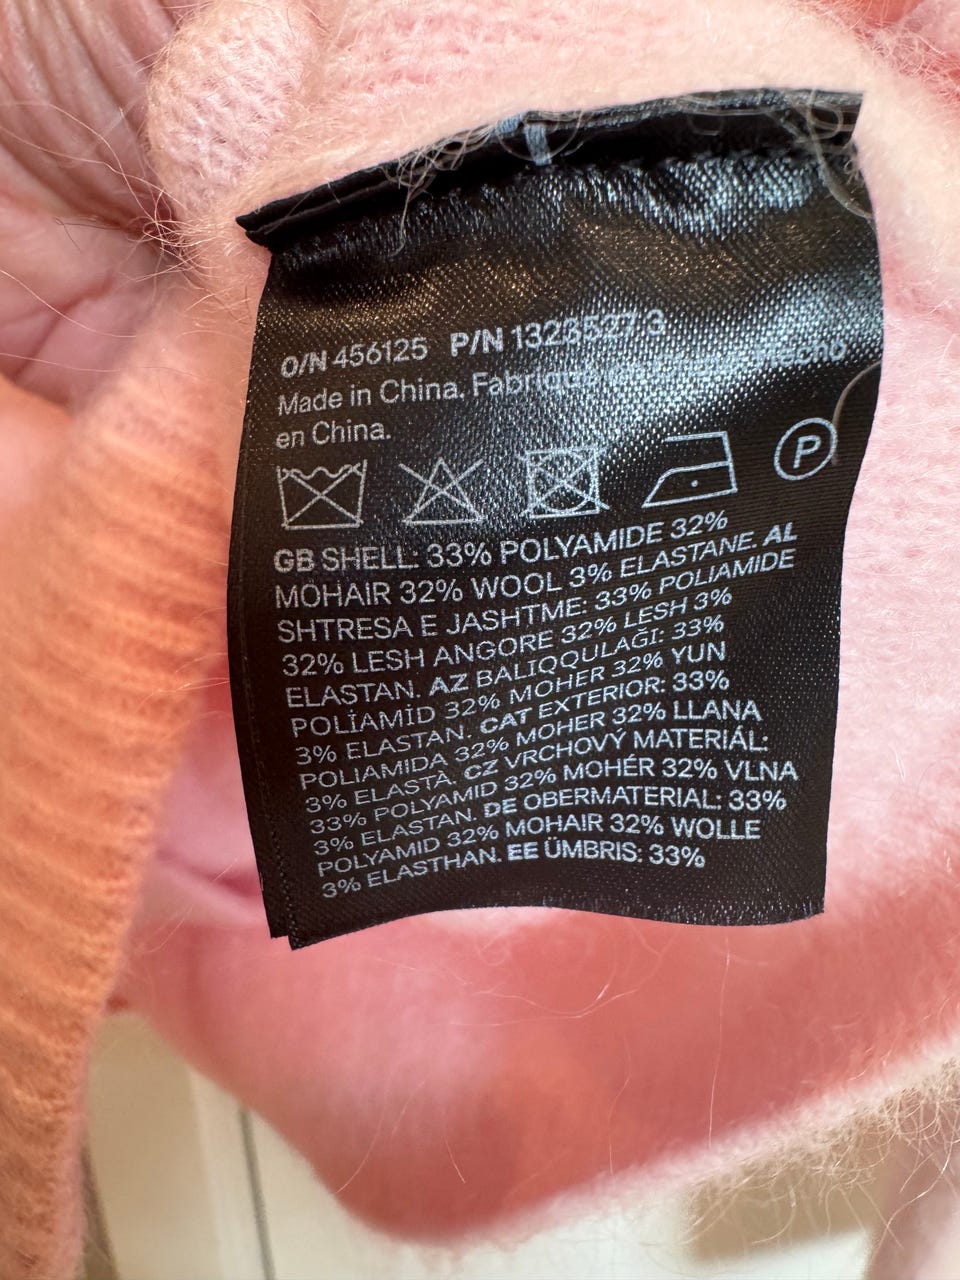 O/N 456125 P/N
Made in China.
en China.
P
GB SHELL: 33% POLYAMIDE 32%
MOHAIR 32% WOOL 3% ELASTANE. AL
SHTRESA E JASHTME: 33% POLIAMIDE
32% LESH ANGORE 32% LESH 3%
ELASTAN. AZ BALIQQULAĞI: 33%
POLİAMİD 32% MOHER 32% YUN
3% ELASTAN. CAT EXTERIOR: 33%
POLIAMIDA 32% MOHER 32% LLANA
3% ELASTÀ. CZ VRCHOVÝ MATERIÁL:
33% POLYAMID 32% MOHÉR 32% VLNA
3% ELASTAN. DE OBERMATERIAL: 33%
POLYAMID 32% MOHAIR 32% WOLLE
3% ELASTHAN. EE ÜMBRIS: 33%